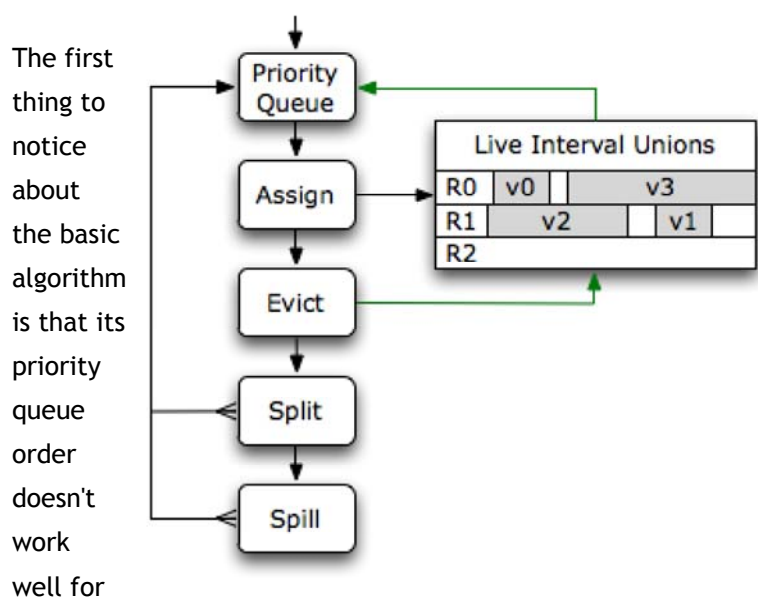 The first
thing to
notice
about
the basic
algorithm
is that its
priority
queue
order
doesn't
work
well for
Priority
Queue
Assign
Evict
Split
Spill
Live Interval Unions
R0 v0 v3
R1 v2 v1
R2